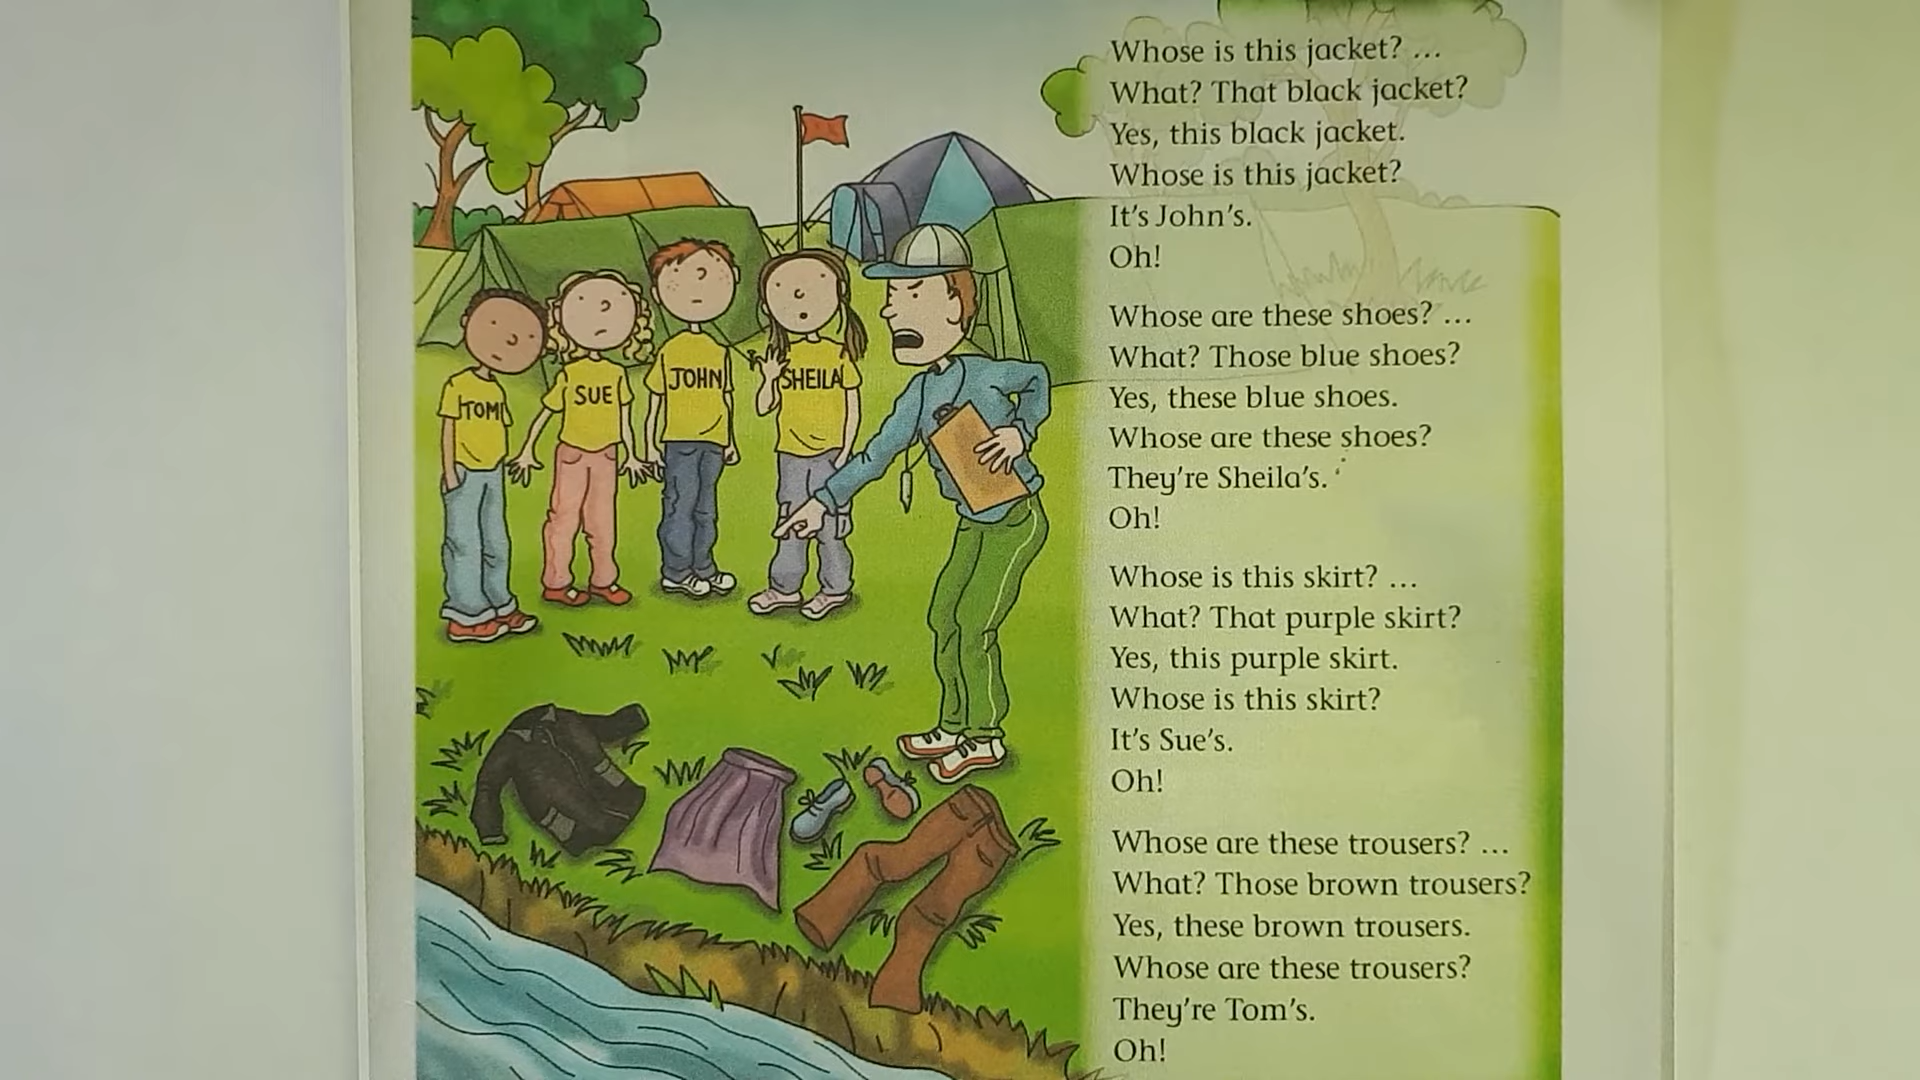 Whose is this jacket? ...
What? That black jacket?
Yes, this black jacket.
Whose is this jacket?
It's John's.
Oh!
Whose are these shoes? ...
What? Those blue shoes?
Yes, these blue shoes.
Whose are these shoes?
They're Sheila's.
Oh!
Whose is this skirt? ...
What? That purple skirt?
Yes, this purple skirt.
Whose is this skirt?
It's Sue's.
Oh!
Whose are these trousers? ...
What? Those brown trousers?
Yes, these brown trousers.
Whose are these trousers?
They're Tom's.
Oh!
TOM
SUE
JOHN
SHEILA